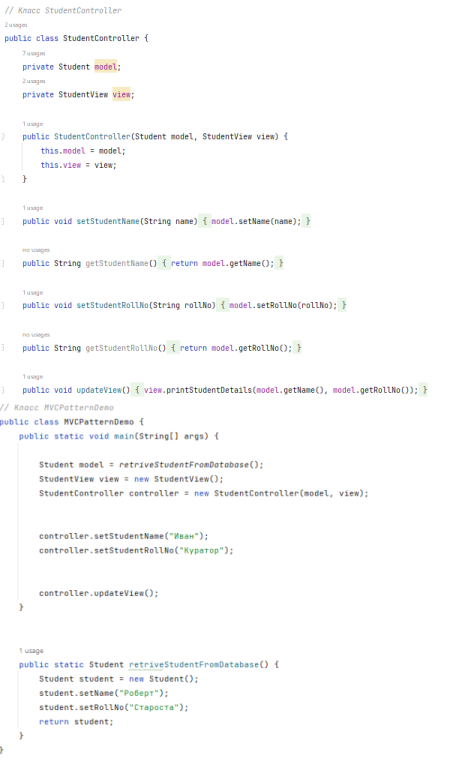 // Класс StudentController
2 usages
public class StudentController {
7 usages
private Student model;
2 usages
private StudentView view;
1 usage
public StudentController(Student model, StudentView view) {
this.model = model;
this.view = view;
}
1 usage
public void setStudentName(String name) { model.setName(name); }
no usages
public String getStudentName() { return model.getName(); }
1 usage
public void setStudentRollNo(String rollNo) { model.setRollNo(rollNo); }
no usages
public String getStudentRollNo() { return model.getRollNo(); }
1 usage
public void updateView() { view.printStudentDetails(model.getName(), model.getRollNo()); }
// Класс MVCPatternDemo
public class MVCPatternDemo {
public static void main(String[] args) {
Student model = retriveStudentFromDatabase();
StudentView view = new StudentView();
StudentController controller = new StudentController(model, view);
controller.setStudentName("Иван");
controller.setStudentRollNo("Куратор");
controller.updateView();
}
1 usage
public static Student retriveStudentFromDatabase() {
Student student = new Student();
student.setName("Роберт");
student.setRollNo("Староста");
return student;
}
}